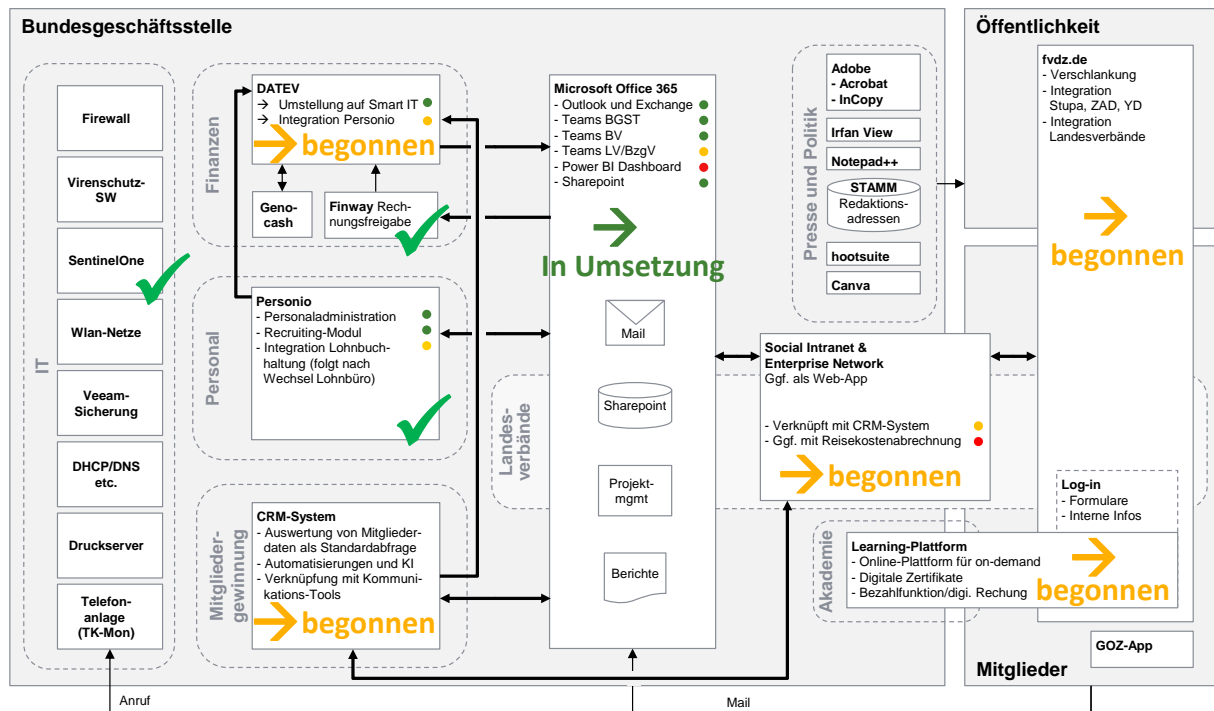 Bundesgeschäftsstelle
IT
Firewall
Virenschutz-
SW
SentinelOne
Wlan-Netze
Veeam-
Sicherung
DHCP/DNS
etc.
Druckserver
Telefon-
anlage
(TK-Mon)
Anruf
Finanzen
DATEV
→ Umstellung auf Smart IT
→ Integration Personio
begonnen
Geno-
cash
Finway Rech-
nungsfreigabe
Personal
Personio
- Personaladministration
- Recruiting-Modul
- Integration Lohnbuch-
haltung (folgt nach
Wechsel Lohnbüro)
Mitglieder-
gewinnung
CRM-System
- Auswertung von Mitglieder-
daten als Standardabfrage
- Automatisierungen und KI
- Verknüpfung mit Kommuni-
kations-Tools
begonnen
Microsoft Office 365
- Outlook und Exchange
- Teams BGST
- Teams BV
- Teams LV/BzgV
- Power BI Dashboard
- Sharepoint
In Umsetzung
Mail
Sharepoint
Projekt-
mgmt
Berichte
Mail
Landes-
verbände
Presse und Politik
Adobe
- Acrobat
- InCopy
Irfan View
Notepad++
STAMM
Redaktions-
adressen
hootsuite
Canva
Social Intranet &
Enterprise Network
Ggf. als Web-App
- Verknüpft mit CRM-System
- Ggf. mit Reisekostenabrechnung
begonnen
Öffentlichkeit
fvdz.de
- Verschlankung
- Integration
Stupa, ZAD, YD
- Integration
Landesverbände
begonnen
Log-in
- Formulare
- Interne Infos
Akademie
Learning-Plattform
- Online-Plattform für on-demand
- Digitale Zertifikate
- Bezahlfunktion/digi. Rechung
begonnen
GOZ-App
Mitglieder